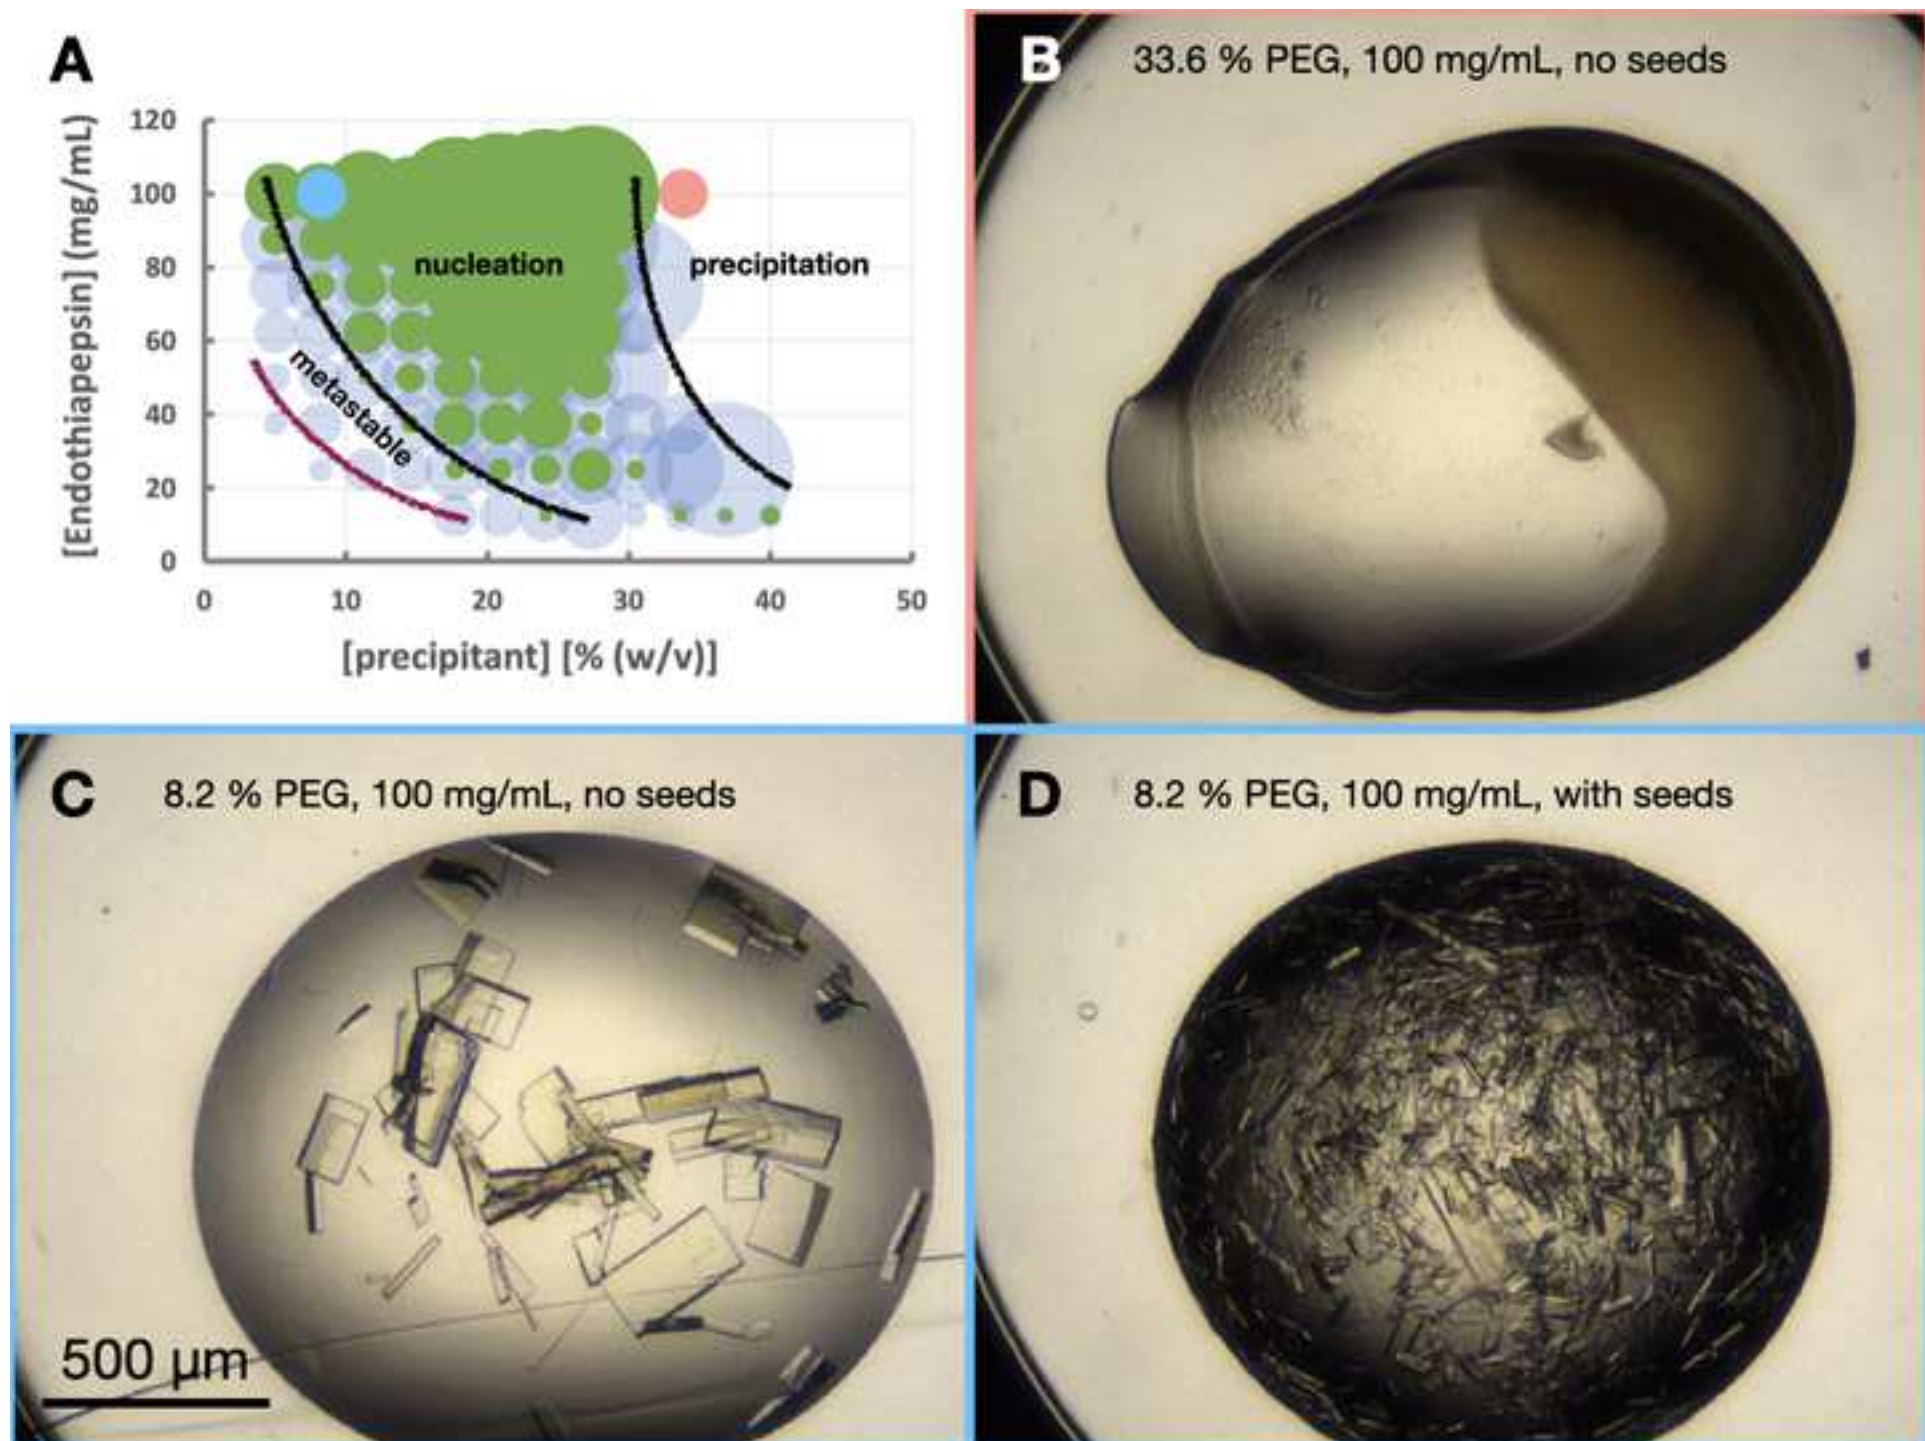 A
[Endothiapepsin] (mg/mL)
120
100
80
60
40
20
0
nucleation
precipitation
metastable
0 10 20 30 40 50
[precipitant] [% (w/v)]
B 33.6 % PEG, 100 mg/mL, no seeds
C 8.2 % PEG, 100 mg/mL, no seeds
500 µm
D 8.2 % PEG, 100 mg/mL, with seeds